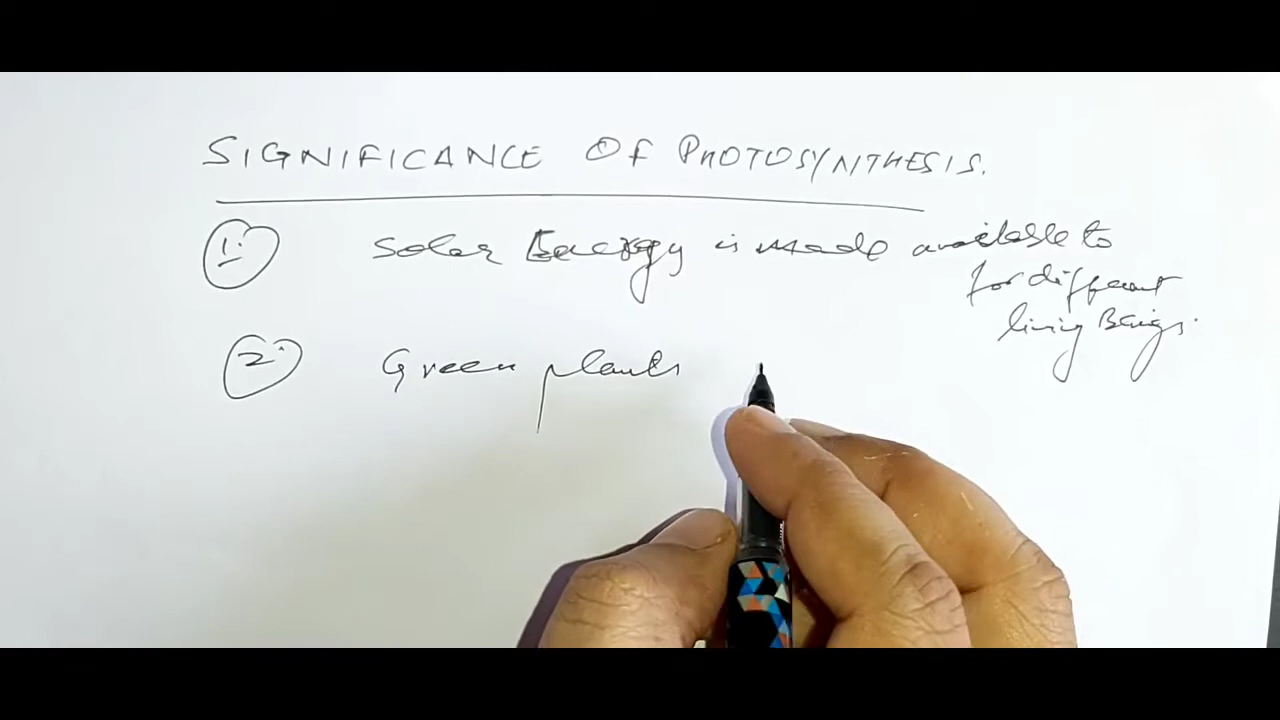 SIGNIFICANCE OF PHOTOSYNTHESIS.
1. Solar Energy is made available to
for different
living Beings.
2. Green plants